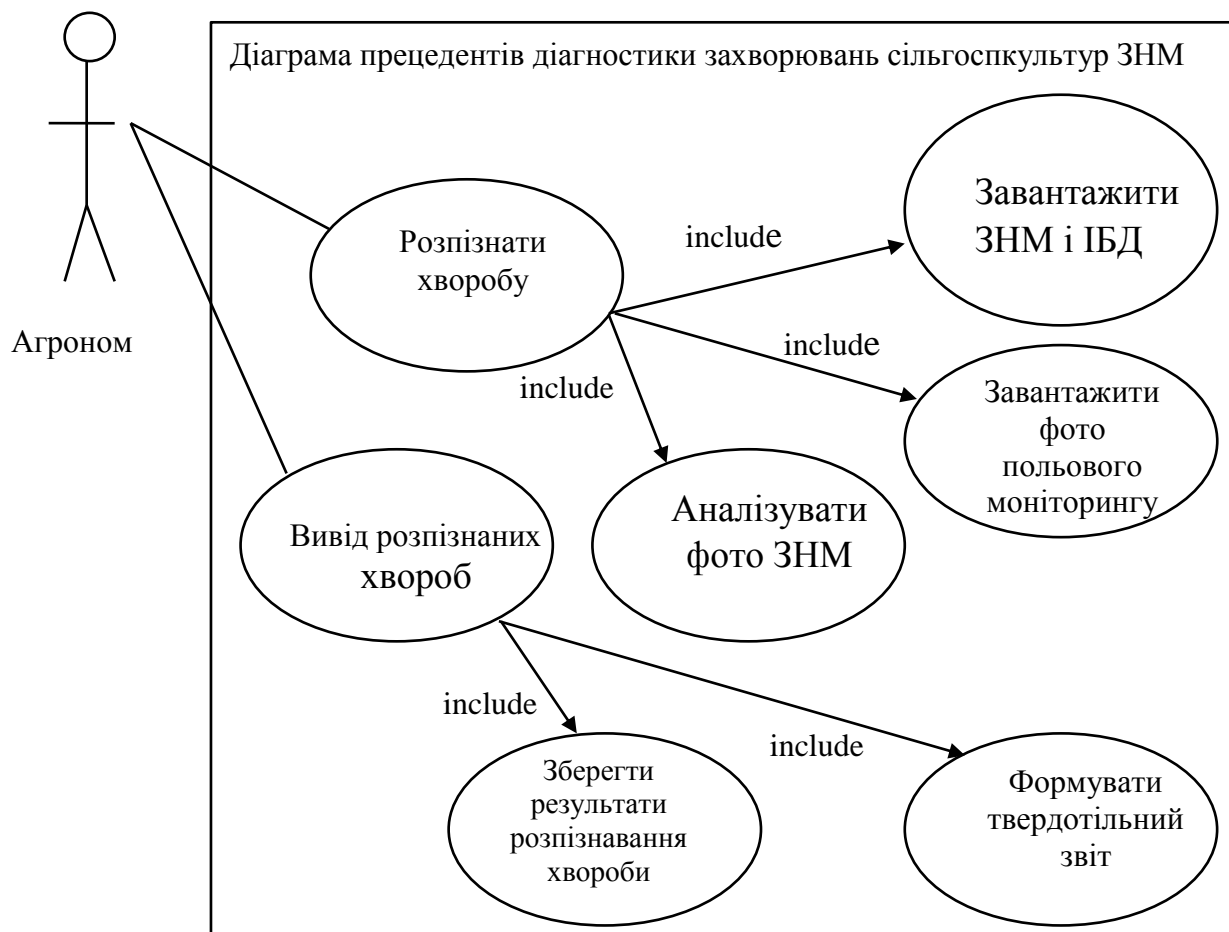 Діаграма прецедентів діагностики захворювань сільгоспкультур ЗНМ
Агроном
Розпізнати
хворобу
include
Завантажити
ЗНМ і ІБД
include
Завантажити
фото
польового
моніторингу
include
Аналізувати
фото ЗНМ
Вивід розпізнаних
хвороб
include
Зберегти
результати
розпізнавання
хвороби
include
Формувати
твердотільний
звіт